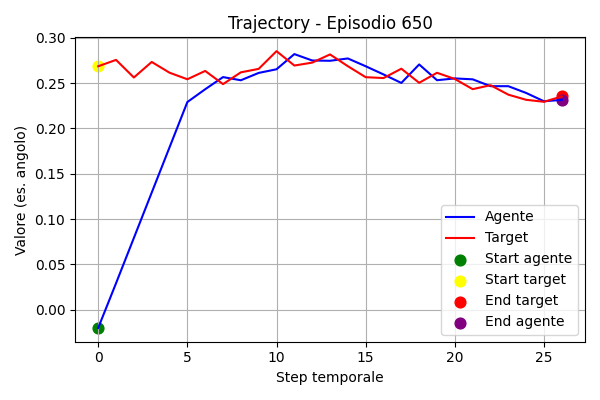 Trajectory - Episodio 650
Valore (es. angolo)
0.30
0.25
0.20
0.15
0.10
0.05
0.00
0
5
10
15
20
25
Step temporale
Agente
Target
Start agente
Start target
End target
End agente